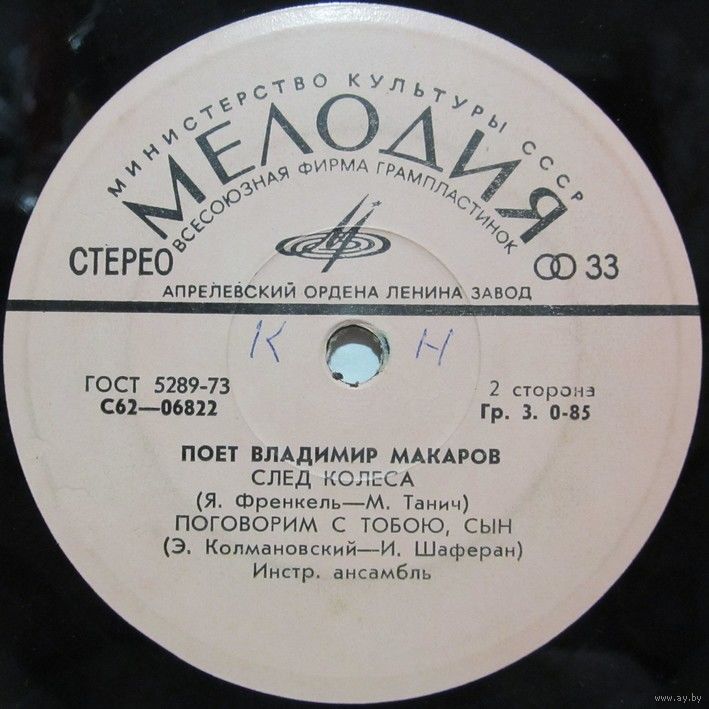 МИНИСТЕРСТВО КУЛЬТУРЫ СССР
МЕЛОДИЯ
ВСЕСОЮЗНАЯ ФИРМА ГРАМПЛАСТИНОК
СТЕРЕО
33
АПРЕЛЕВСКИЙ ОРДЕНА ЛЕНИНА ЗАВОД
К Н
ГОСТ 5289-73
С62—06822
2 сторона
Гр. 3. 0-85
ПОЕТ ВЛАДИМИР МАКАРОВ
СЛЕД КОЛЕСА
(Я. Френкель—М. Танич)
ПОГОВОРИМ С ТОБОЮ, СЫН
(Э. Колмановский—И. Шаферан)
Инстр. ансамбль
www.ay.by